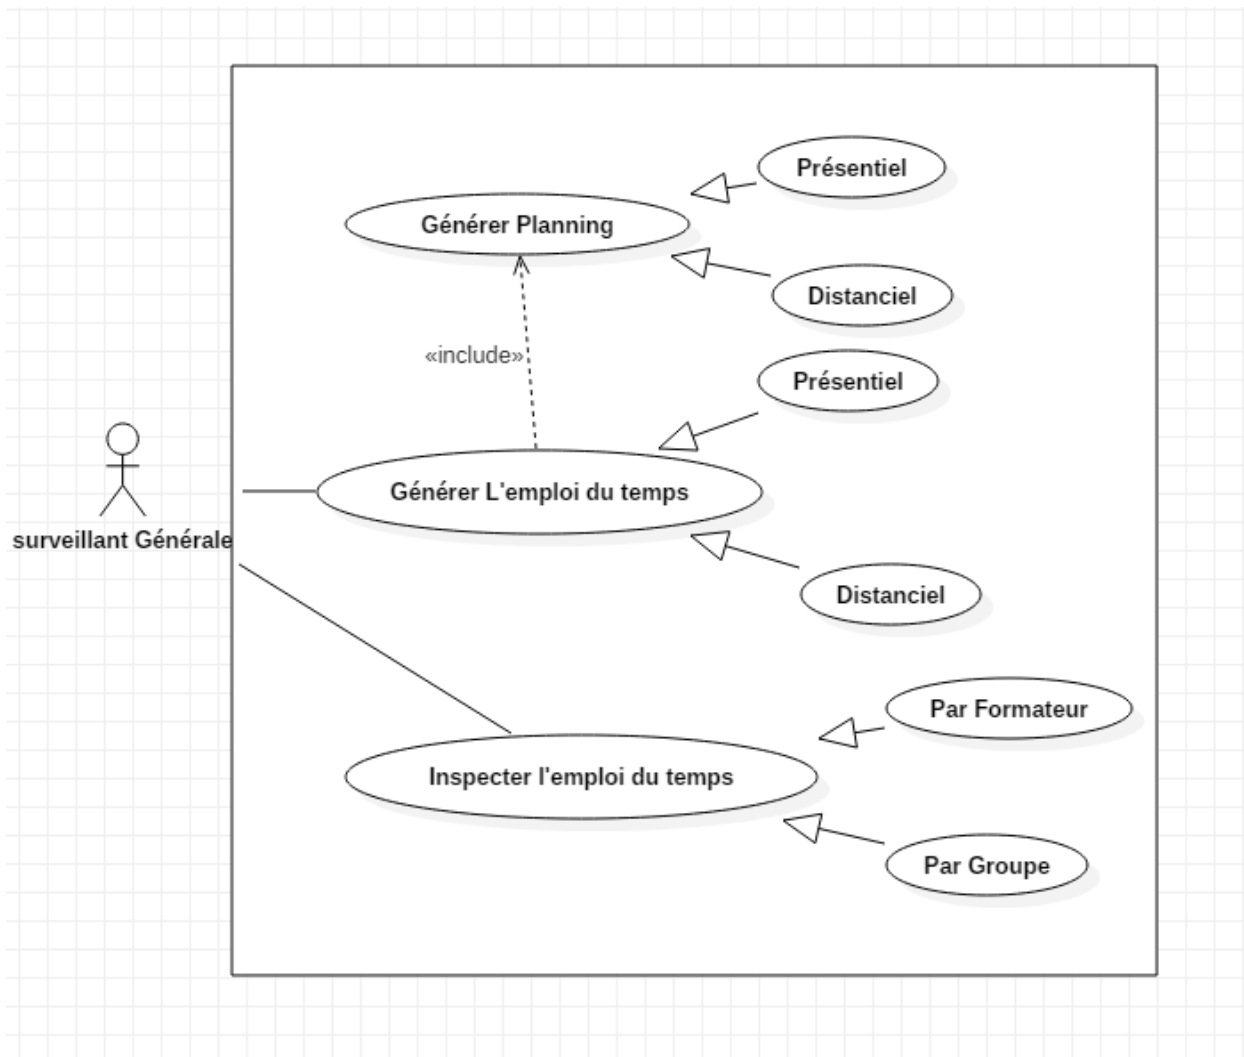 Présentiel
Générer Planning
Distanciel
«include»
Présentiel
Générer L'emploi du temps
surveillant Générale
Distanciel
Par Formateur
Inspecter l'emploi du temps
Par Groupe